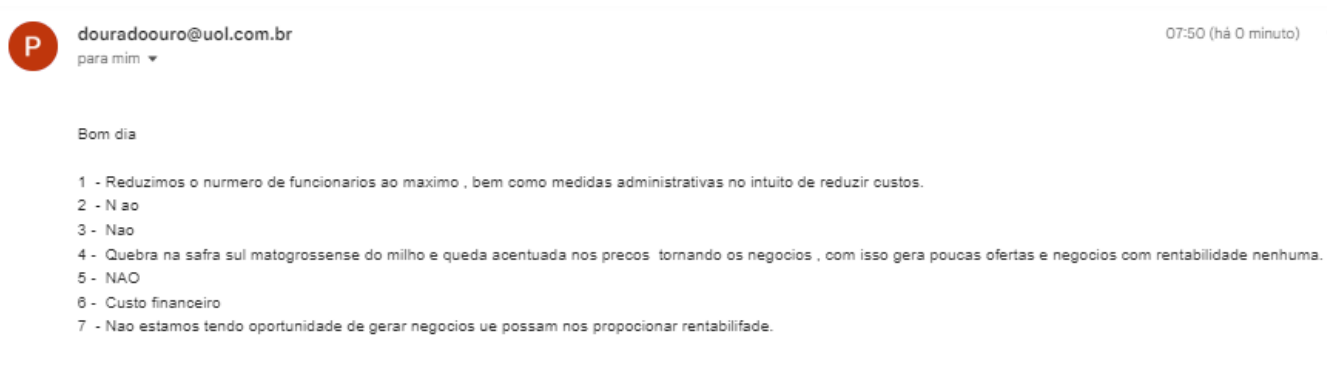 P
douradoouro@uol.com.br
07:50 (há 0 minuto)
para mim
Bom dia
1 - Reduzimos o nurmero de funcionarios ao maximo , bem como medidas administrativas no intuito de reduzir custos.
2 - N ao
3 - Nao
4 - Quebra na safra sul matogrossense do milho e queda acentuada nos precos tornando os negocios , com isso gera poucas ofertas e negocios com rentabilidade nenhuma.
5 - NAO
6 - Custo financeiro
7 - Nao estamos tendo oportunidade de gerar negocios ue possam nos propocionar rentabilifade.